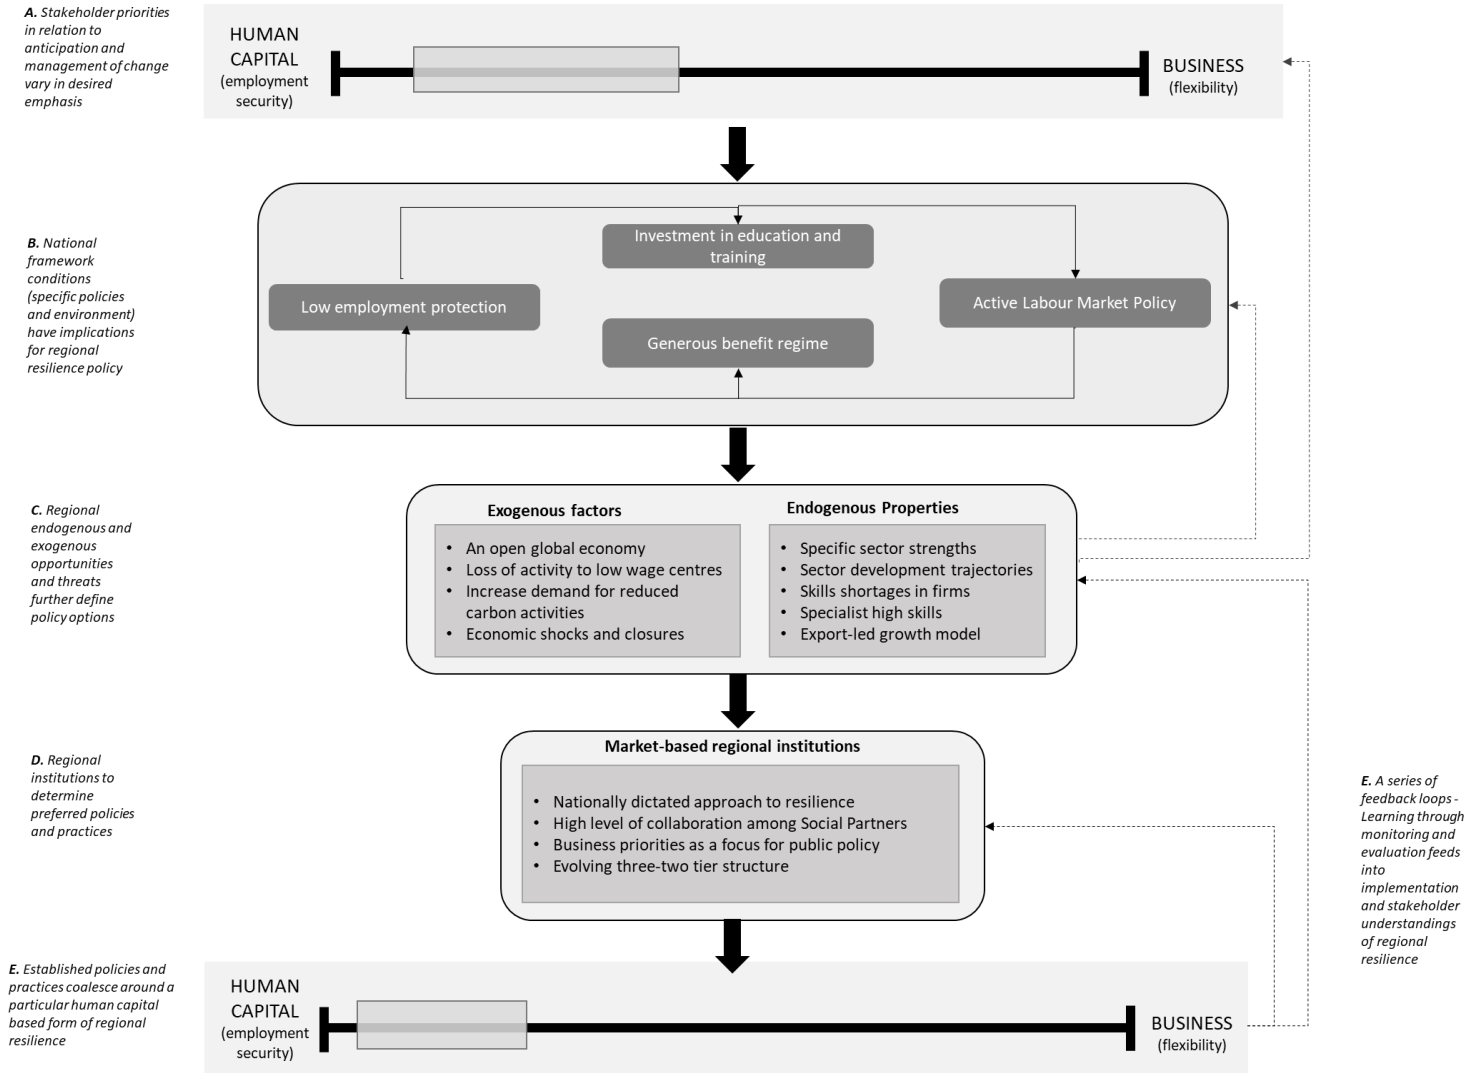 A. Stakeholder priorities
in relation to
anticipation and
management of change
vary in desired
emphasis
HUMAN
CAPITAL
(employment
security)
BUSINESS
(flexibility)
B. National
framework
conditions
(specific policies
and environment)
have implications
for regional
resilience policy
Investment in education and
training
Low employment protection
Active Labour Market Policy
Generous benefit regime
C. Regional
endogenous and
exogenous
opportunities
and threats
further define
policy options
Exogenous factors
• An open global economy
• Loss of activity to low wage centres
• Increase demand for reduced
carbon activities
• Economic shocks and closures
Endogenous Properties
• Specific sector strengths
• Sector development trajectories
• Skills shortages in firms
• Specialist high skills
• Export-led growth model
D. Regional
institutions to
determine
preferred policies
and practices
Market-based regional institutions
• Nationally dictated approach to resilience
• High level of collaboration among Social Partners
• Business priorities as a focus for public policy
• Evolving three-two tier structure
E. A series of
feedback loops -
Learning through
monitoring and
evaluation feeds
into
implementation
and stakeholder
understandings
of regional
resilience
E. Established policies and
practices coalesce around a
particular human capital
based form of regional
resilience
HUMAN
CAPITAL
(employment
security)
BUSINESS
(flexibility)